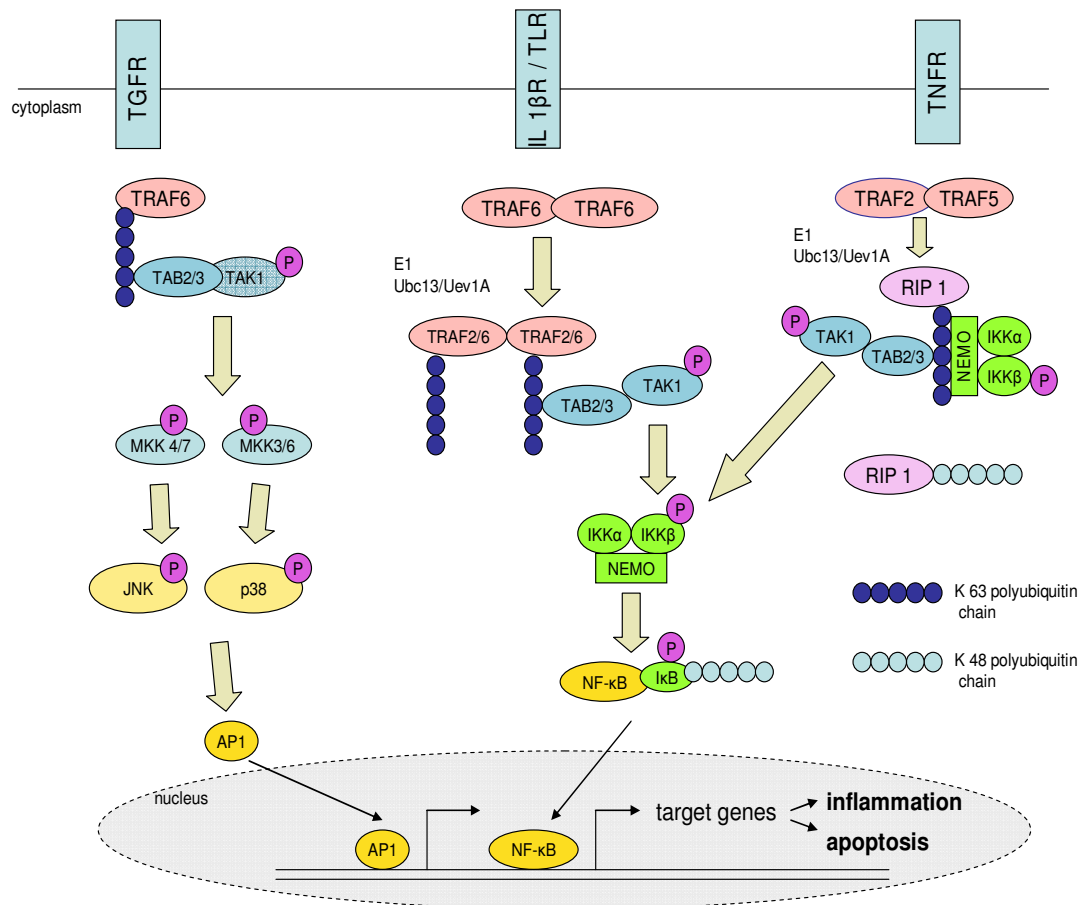 TGFR
IL 1βR / TLR
TNFR
cytoplasm
TRAF6
TAB2/3
TAK1
P
MKK 4/7
P
MKK3/6
P
JNK
P
p38
P
AP1
TRAF6
TRAF6
E1
Ubc13/Uev1A
TRAF2/6
TRAF2/6
TAB2/3
TAK1
P
IKKα
IKKβ
P
NEMO
NF-κB
IκB
P
TRAF2
TRAF5
E1
Ubc13/Uev1A
RIP 1
P
TAK1
TAB2/3
NEMO
IKKα
IKKβ
P
RIP 1
K 63 polyubiquitin
chain
K 48 polyubiquitin
chain
nucleus
AP1
NF-κB
target genes
inflammation
apoptosis